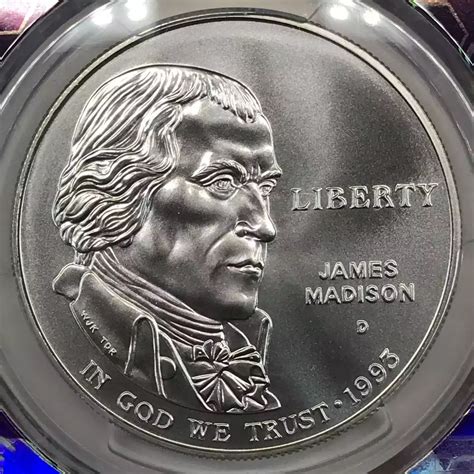 LIBERTY
JAMES
MADISON
D
IN GOD WE TRUST · 1993